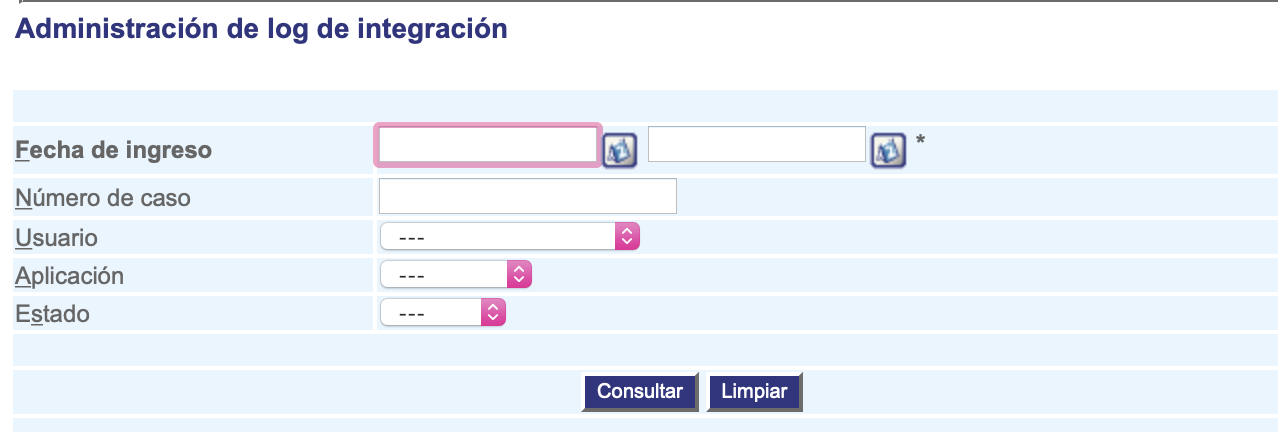 Administración de log de integración
Fecha de ingreso *
Número de caso
Usuario ---
Aplicación ---
Estado ---
Consultar Limpiar